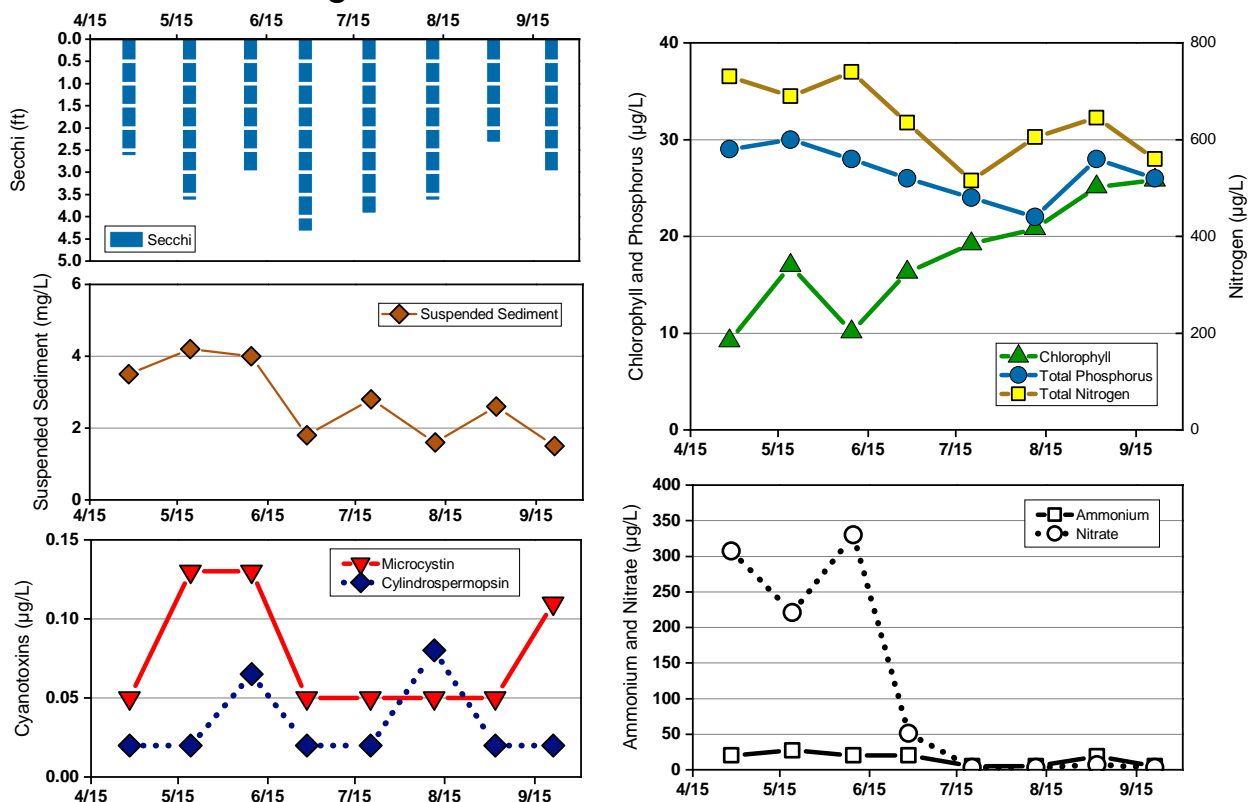 4/15 5/15 6/15 7/15 8/15 9/15
0.0
0.5
1.0
1.5
2.0
2.5
3.0
3.5
4.0
4.5
5.0
Secchi (ft)
Secchi
6
4
2
0
Suspended Sediment (mg/L)
Suspended Sediment
4/15 5/15 6/15 7/15 8/15 9/15
0.15
0.10
0.05
0.00
Cyanotoxins (µg/L)
Microcystin
Cylindrospermopsin
4/15 5/15 6/15 7/15 8/15 9/15
40
30
20
10
0
Chlorophyll and Phosphorus (µg/L)
800
600
400
200
0
Nitrogen (µg/L)
Chlorophyll
Total Phosphorus
Total Nitrogen
4/15 5/15 6/15 7/15 8/15 9/15
400
350
300
250
200
150
100
50
0
Ammonium and Nitrate (µg/L)
Ammonium
Nitrate
4/15 5/15 6/15 7/15 8/15 9/15